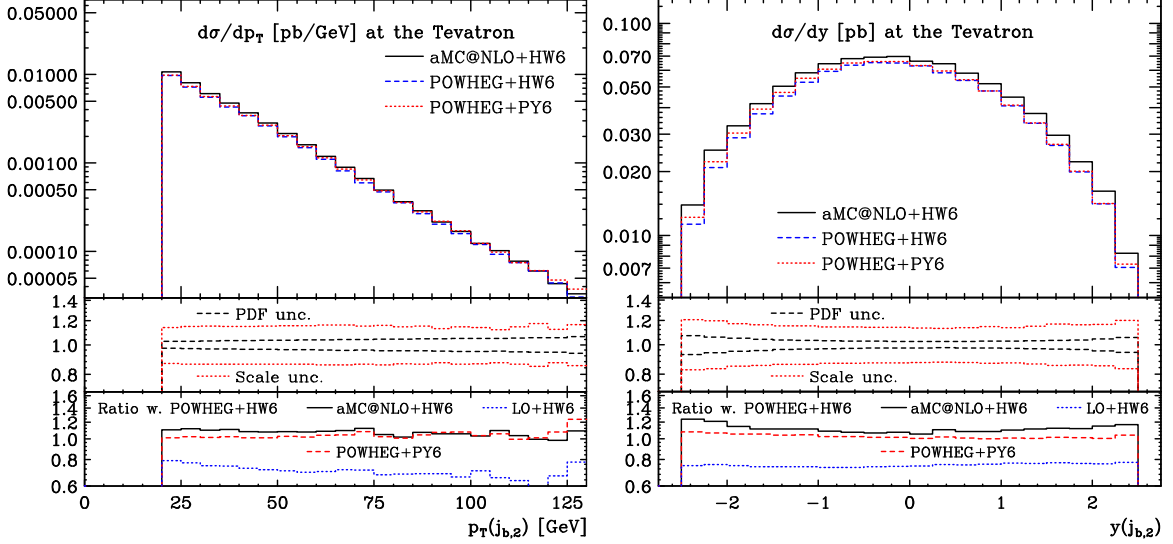 dσ/dp_T [pb/GeV] at the Tevatron
aMC@NLO+HW6
POWHEG+HW6
POWHEG+PY6
0.05000
0.01000
0.00500
0.00100
0.00050
0.00010
0.00005
1.4
1.2
1.0
0.8
PDF unc.
Scale unc.
1.6
1.4
1.2
1.0
0.8
0.6
Ratio w. POWHEG+HW6
aMC@NLO+HW6
LO+HW6
POWHEG+PY6
0 25 50 75 100 125
p_T(j_b,2) [GeV]
dσ/dy [pb] at the Tevatron
0.100
0.070
0.050
0.030
0.020
0.010
0.007
aMC@NLO+HW6
POWHEG+HW6
POWHEG+PY6
1.4
1.2
1.0
0.8
PDF unc.
Scale unc.
1.6
1.4
1.2
1.0
0.8
0.6
Ratio w. POWHEG+HW6
aMC@NLO+HW6
LO+HW6
POWHEG+PY6
−2 −1 0 1 2
y(j_b,2)